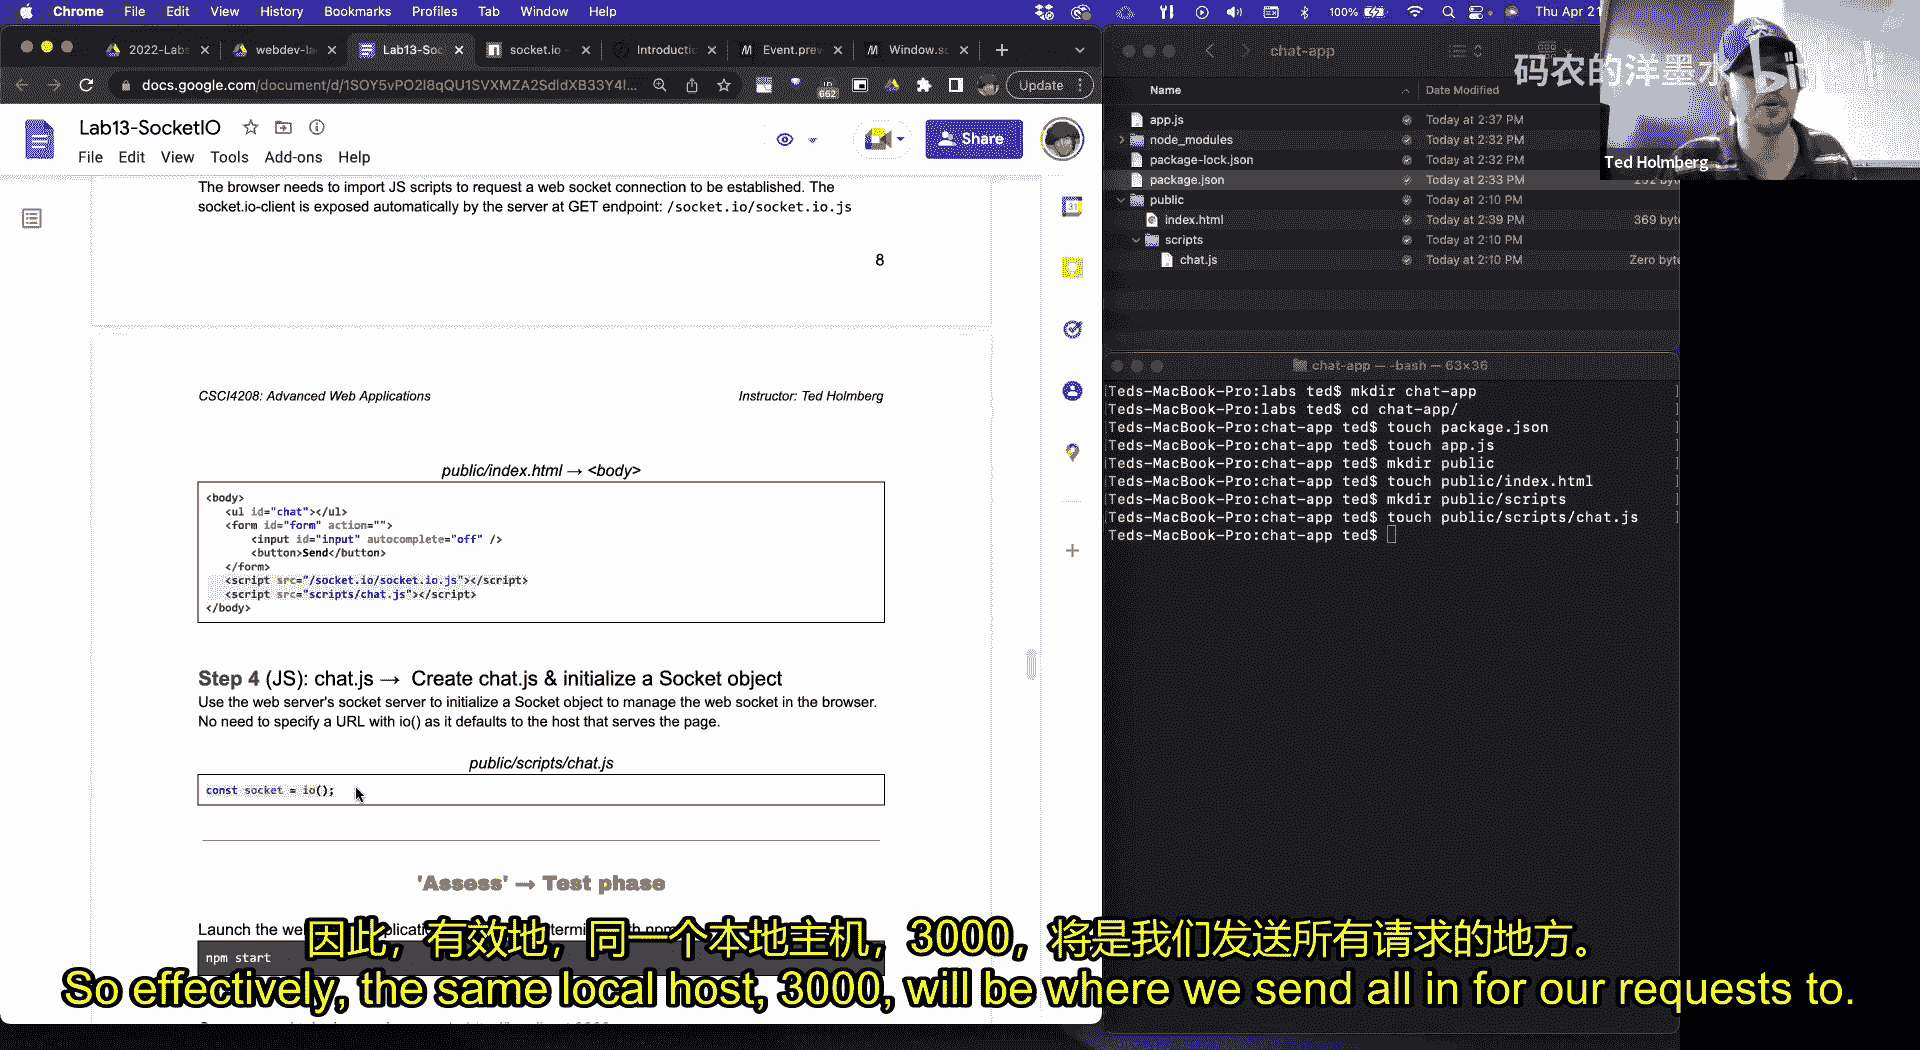 Chrome File Edit View History Bookmarks Profiles Tab Window Help
100%
Thu Apr 21
2022-Labs
webdev-la
Lab13-Soc
socket.io -
Introductio
Event.prev
Window.sc
docs.google.com/document/d/1SOY5vPO2l8qQU1SVXMZA2SdldXB33Y4I...
662
Update
Lab13-SocketIO
File Edit View Tools Add-ons Help
Share
31
The browser needs to import JS scripts to request a web socket connection to be established. The
socket.io-client is exposed automatically by the server at GET endpoint: /socket.io/socket.io.js
8
CSCI4208: Advanced Web Applications
Instructor: Ted Holmberg
public/index.html → <body>
<body>
<ul id="chat"></ul>
<form id="form" action="">
<input id="input" autocomplete="off" />
<button>Send</button>
</form>
<script src="/socket.io/socket.io.js"></script>
<script src="scripts/chat.js"></script>
</body>
Step 4 (JS): chat.js → Create chat.js & initialize a Socket object
Use the web server's socket server to initialize a Socket object to manage the web socket in the browser.
No need to specify a URL with io() as it defaults to the host that serves the page.
public/scripts/chat.js
const socket = io();
'Assess' → Test phase
Launch the we
npm start
chat-app
Name Date Modified
app.js Today at 2:37 PM
node_modules Today at 2:32 PM
package-lock.json Today at 2:32 PM
package.json Today at 2:33 PM
public Today at 2:10 PM
index.html Today at 2:39 PM 369 byte
scripts Today at 2:10 PM
chat.js Today at 2:10 PM Zero byte
码农的洋墨水 bilibili
Ted Holmberg
chat-app — -bash — 63×36
Teds-MacBook-Pro:labs ted$ mkdir chat-app
Teds-MacBook-Pro:labs ted$ cd chat-app/
Teds-MacBook-Pro:chat-app ted$ touch package.json
Teds-MacBook-Pro:chat-app ted$ touch app.js
Teds-MacBook-Pro:chat-app ted$ mkdir public
Teds-MacBook-Pro:chat-app ted$ touch public/index.html
Teds-MacBook-Pro:chat-app ted$ mkdir public/scripts
Teds-MacBook-Pro:chat-app ted$ touch public/scripts/chat.js
Teds-MacBook-Pro:chat-app ted$
因此，有效地，同一个本地主机，3000，将是我们发送所有请求的地方。
So effectively, the same local host, 3000, will be where we send all in for our requests to.